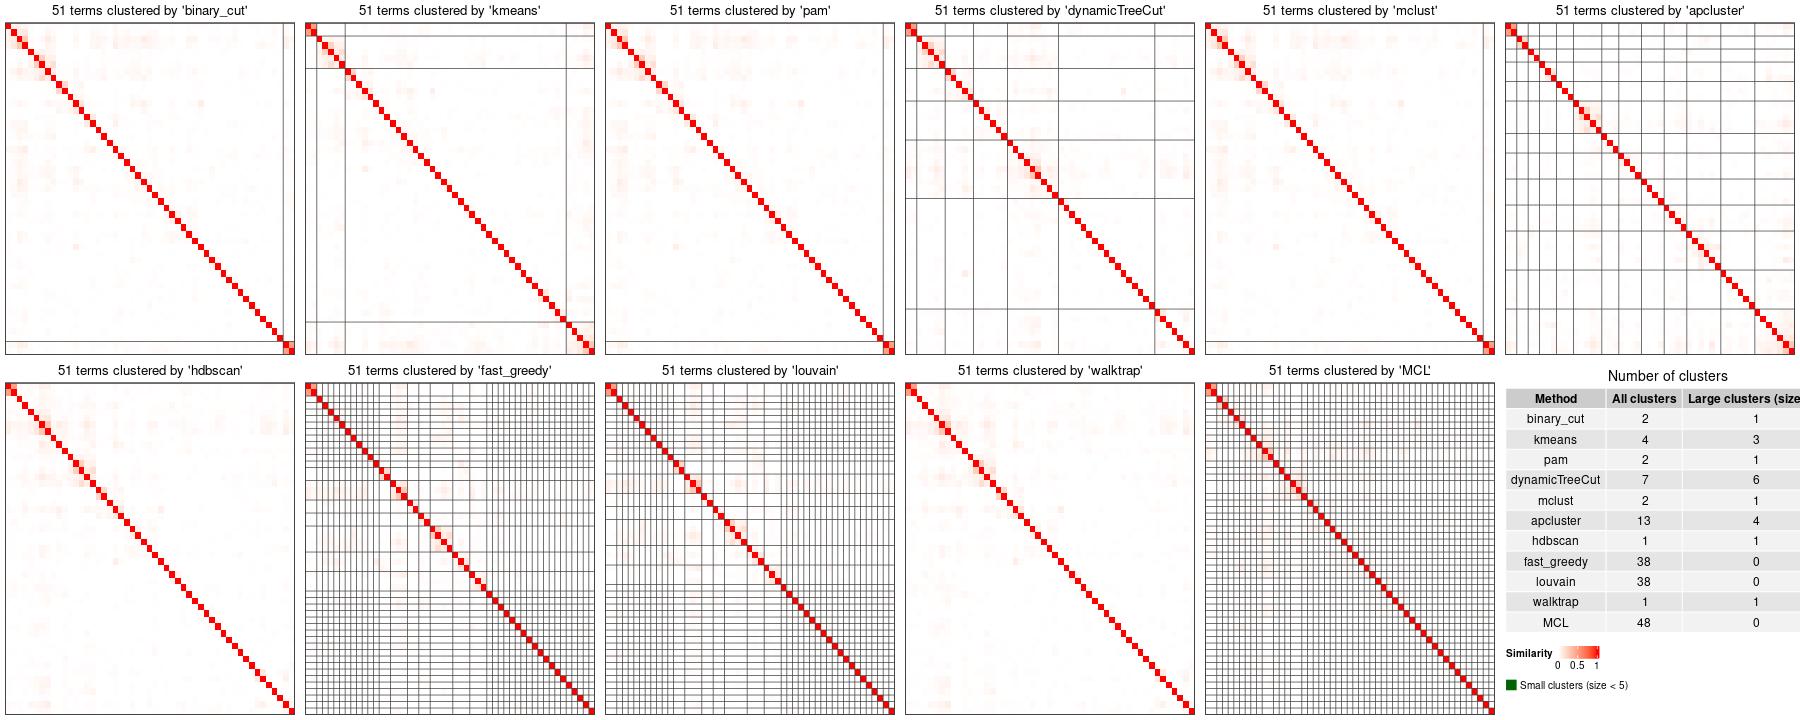 51 terms clustered by 'binary_cut'
51 terms clustered by 'kmeans'
51 terms clustered by 'pam'
51 terms clustered by 'dynamicTreeCut'
51 terms clustered by 'mclust'
51 terms clustered by 'apcluster'
51 terms clustered by 'hdbscan'
51 terms clustered by 'fast_greedy'
51 terms clustered by 'louvain'
51 terms clustered by 'walktrap'
51 terms clustered by 'MCL'
Number of clusters
Method All clusters Large clusters (size
binary_cut 2 1
kmeans 4 3
pam 2 1
dynamicTreeCut 7 6
mclust 2 1
apcluster 13 4
hdbscan 1 1
fast_greedy 38 0
louvain 38 0
walktrap 1 1
MCL 48 0
Similarity
0 0.5 1
Small clusters (size < 5)